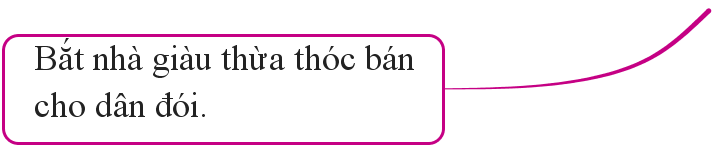 Bắt nhà giàu thừa thóc bán
cho dân đói.